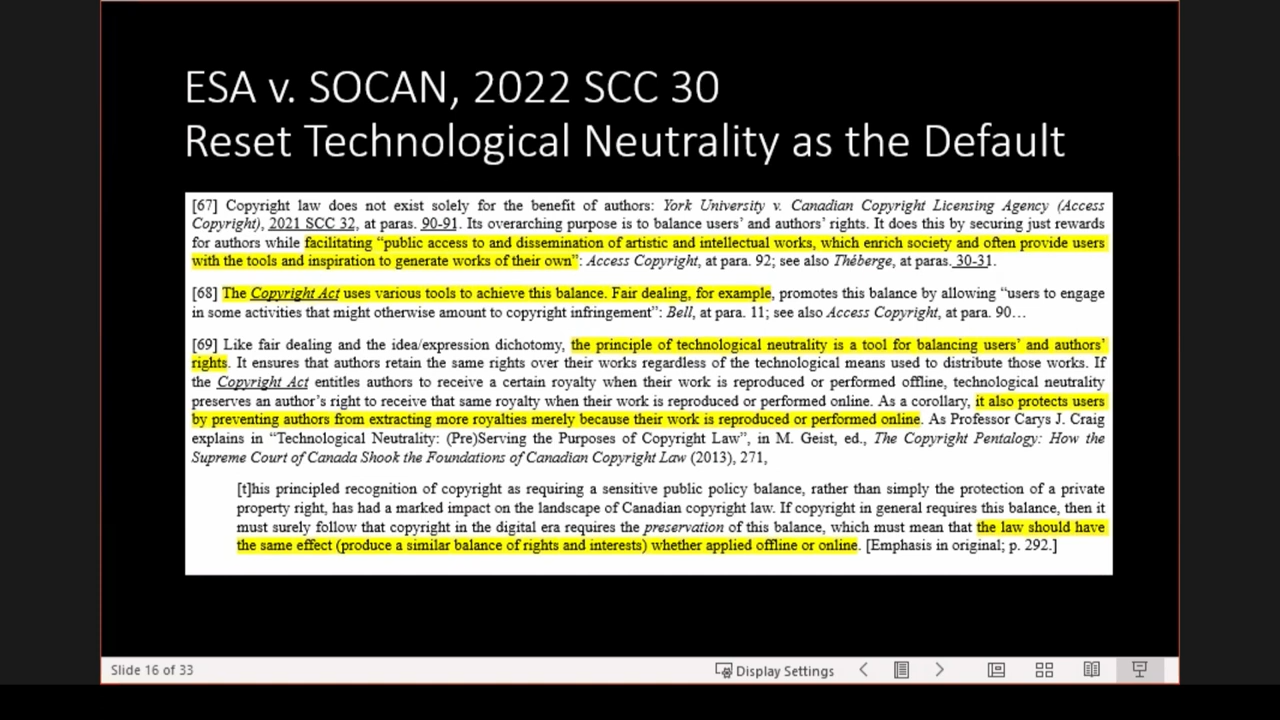 ESA v. SOCAN, 2022 SCC 30
Reset Technological Neutrality as the Default
[67] Copyright law does not exist solely for the benefit of authors: York University v. Canadian Copyright Licensing Agency (Access
Copyright), 2021 SCC 32, at paras. 90-91. Its overarching purpose is to balance users’ and authors’ rights. It does this by securing just rewards
for authors while facilitating “public access to and dissemination of artistic and intellectual works, which enrich society and often provide users
with the tools and inspiration to generate works of their own”: Access Copyright, at para. 92; see also Théberge, at paras. 30-31.
[68] The Copyright Act uses various tools to achieve this balance. Fair dealing, for example, promotes this balance by allowing “users to engage
in some activities that might otherwise amount to copyright infringement”: Bell, at para. 11; see also Access Copyright, at para. 90…
[69] Like fair dealing and the idea/expression dichotomy, the principle of technological neutrality is a tool for balancing users’ and authors’
rights. It ensures that authors retain the same rights over their works regardless of the technological means used to distribute those works. If
the Copyright Act entitles authors to receive a certain royalty when their work is reproduced or performed offline, technological neutrality
preserves an author’s right to receive that same royalty when their work is reproduced or performed online. As a corollary, it also protects users
by preventing authors from extracting more royalties merely because their work is reproduced or performed online. As Professor Carys J. Craig
explains in “Technological Neutrality: (Pre)Serving the Purposes of Copyright Law”, in M. Geist, ed., The Copyright Pentalogy: How the
Supreme Court of Canada Shook the Foundations of Canadian Copyright Law (2013), 271,
[t]his principled recognition of copyright as requiring a sensitive public policy balance, rather than simply the protection of a private
property right, has had a marked impact on the landscape of Canadian copyright law. If copyright in general requires this balance, then it
must surely follow that copyright in the digital era requires the preservation of this balance, which must mean that the law should have
the same effect (produce a similar balance of rights and interests) whether applied offline or online. [Emphasis in original; p. 292.]
Slide 16 of 33
Display Settings